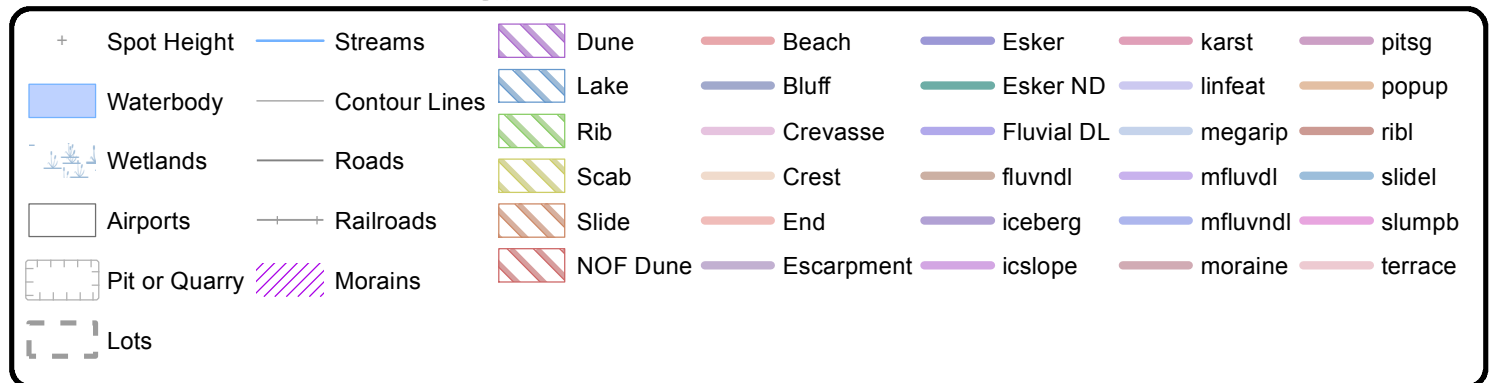 Spot Height
Waterbody
Wetlands
Airports
Pit or Quarry
Lots
Streams
Contour Lines
Roads
Railroads
Morains
Dune
Lake
Rib
Scab
Slide
NOF Dune
Beach
Bluff
Crevasse
Crest
End
Escarpment
Esker
Esker ND
Fluvial DL
fluvndl
iceberg
icslope
karst
linfeat
megarip
mfluvdl
mfluvndl
moraine
pitsg
popup
ribl
slidel
slumpb
terrace